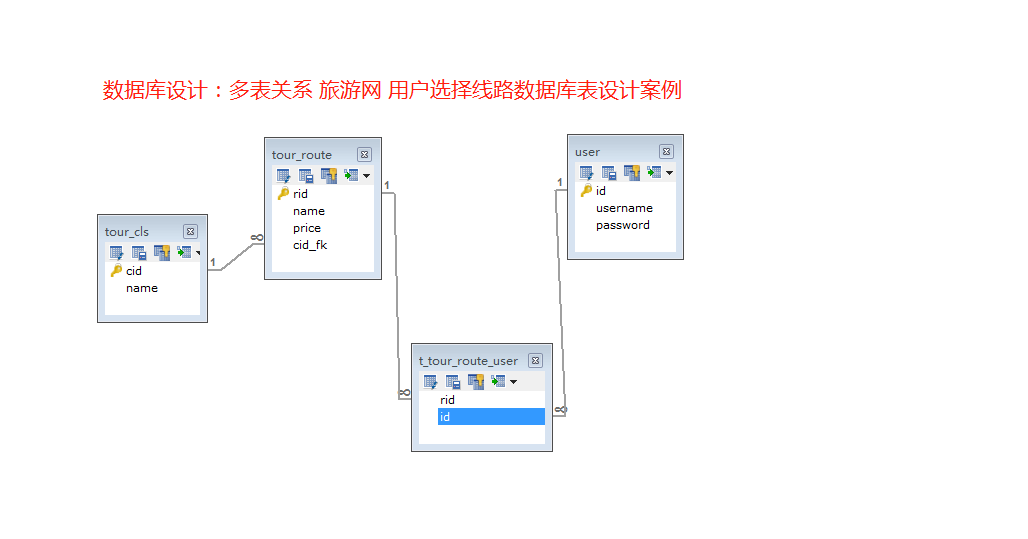 数据库设计：多表关系 旅游网 用户选择线路数据库表设计案例
tour_cls
cid
name
1
∞
tour_route
rid
name
price
cid_fk
1
∞
t_tour_route_user
rid
id
∞
1
user
id
username
password